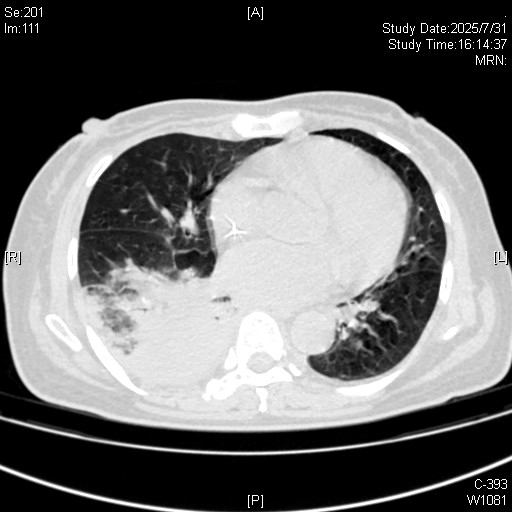 Se:201
Im:111
[A]
.
Study Date:2025/7/31
Study Time:16:14:37
MRN:
[R]
[L]
[P]
C-393
W1081